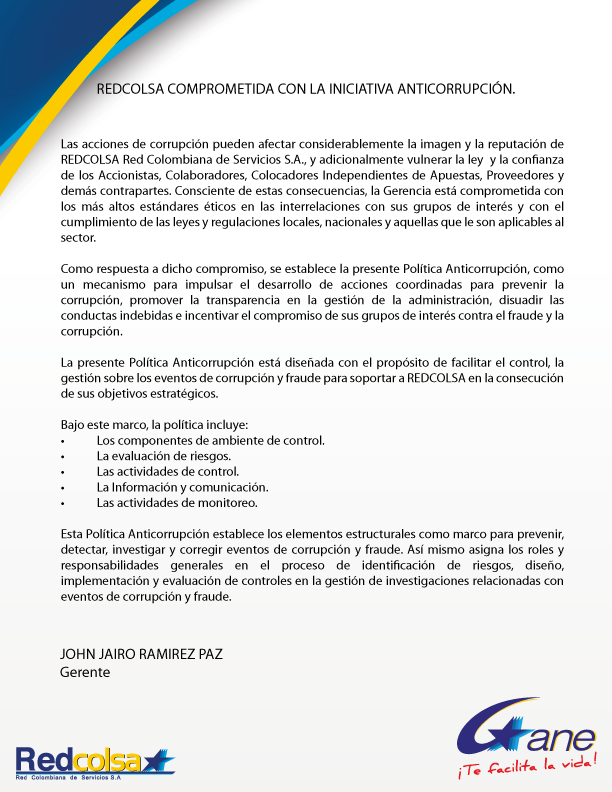 REDCOLSA COMPROMETIDA CON LA INICIATIVA ANTICORRUPCIÓN.
Las acciones de corrupción pueden afectar considerablemente la imagen y la reputación de
REDCOLSA Red Colombiana de Servicios S.A., y adicionalmente vulnerar la ley y la confianza
de los Accionistas, Colaboradores, Colocadores Independientes de Apuestas, Proveedores y
demás contrapartes. Consciente de estas consecuencias, la Gerencia está comprometida con
los más altos estándares éticos en las interrelaciones con sus grupos de interés y con el
cumplimiento de las leyes y regulaciones locales, nacionales y aquellas que le son aplicables al
sector.
Como respuesta a dicho compromiso, se establece la presente Política Anticorrupción, como
un mecanismo para impulsar el desarrollo de acciones coordinadas para prevenir la
corrupción, promover la transparencia en la gestión de la administración, disuadir las
conductas indebidas e incentivar el compromiso de sus grupos de interés contra el fraude y la
corrupción.
La presente Política Anticorrupción está diseñada con el propósito de facilitar el control, la
gestión sobre los eventos de corrupción y fraude para soportar a REDCOLSA en la consecución
de sus objetivos estratégicos.
Bajo este marco, la política incluye:
• Los componentes de ambiente de control.
• La evaluación de riesgos.
• Las actividades de control.
• La Información y comunicación.
• Las actividades de monitoreo.
Esta Política Anticorrupción establece los elementos estructurales como marco para prevenir,
detectar, investigar y corregir eventos de corrupción y fraude. Así mismo asigna los roles y
responsabilidades generales en el proceso de identificación de riesgos, diseño,
implementación y evaluación de controles en la gestión de investigaciones relacionadas con
eventos de corrupción y fraude.
JOHN JAIRO RAMIREZ PAZ
Gerente
Redcolsa
Red Colombiana de Servicios S.A
Gane
¡Te facilita la vida!